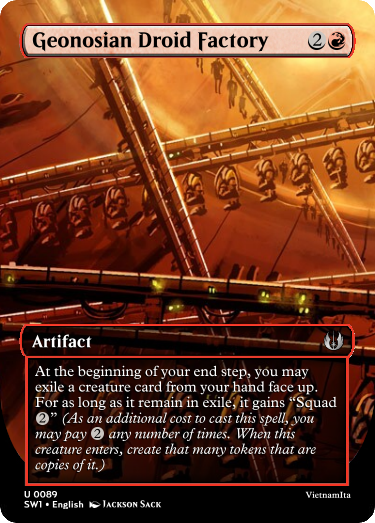 Geonosian Droid Factory 2
Artifact
At the beginning of your end step, you may
exile a creature card from your hand face up.
For as long as it remain in exile, it gains “Squad
2” (As an additional cost to cast this spell, you
may pay 2 any number of times. When this
creature enters, create that many tokens that are
copies of it.)
U 0089
SW1 • English Jackson Sack
VietnamIta